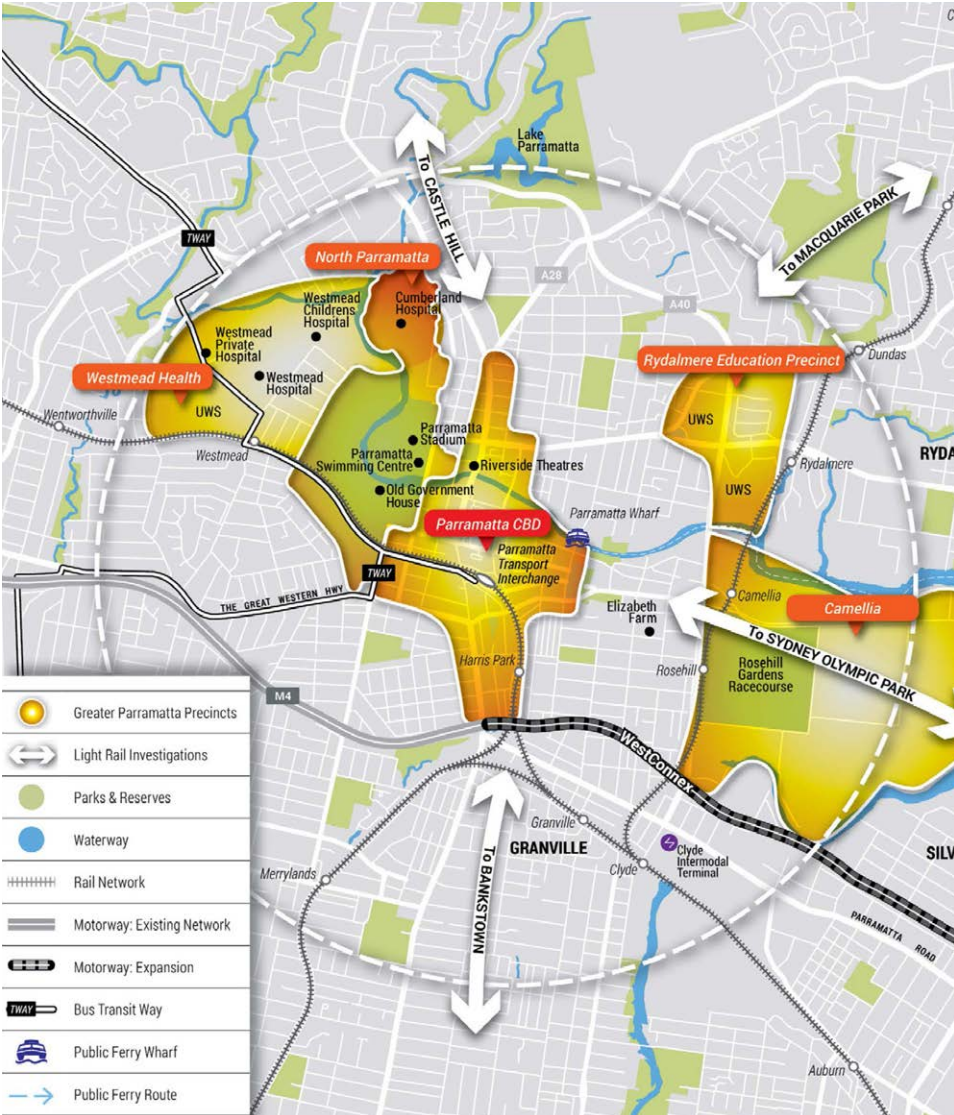 Lake
Parramatta
To CASTLE HILL
To MACQUARIE PARK
TWAY
North Parramatta
A28
A40
Westmead
Childrens
Hospital
Cumberland
Hospital
Westmead
Private
Hospital
Westmead
Hospital
Westmead Health
UWS
Rydalmere Education Precinct
Dundas
UWS
Wentworthville
Westmead
Parramatta
Stadium
Parramatta
Swimming Centre
Riverside Theatres
Old Government
House
Rydalmere
RYDA
UWS
Parramatta CBD
Parramatta Wharf
Parramatta
Transport
Interchange
TWAY
THE GREAT WESTERN HWY
Camellia
Camellia
Elizabeth
Farm
To SYDNEY OLYMPIC PARK
Harris Park
Rosehill
Rosehill
Gardens
Racecourse
M4
WestConnex
Granville
GRANVILLE
Clyde
Clyde
Intermodal
Terminal
SILV
Merrylands
To BANKSTOWN
PARRAMATTA ROAD
Auburn
Greater Parramatta Precincts
Light Rail Investigations
Parks & Reserves
Waterway
Rail Network
Motorway: Existing Network
Motorway: Expansion
TWAY Bus Transit Way
Public Ferry Wharf
Public Ferry Route